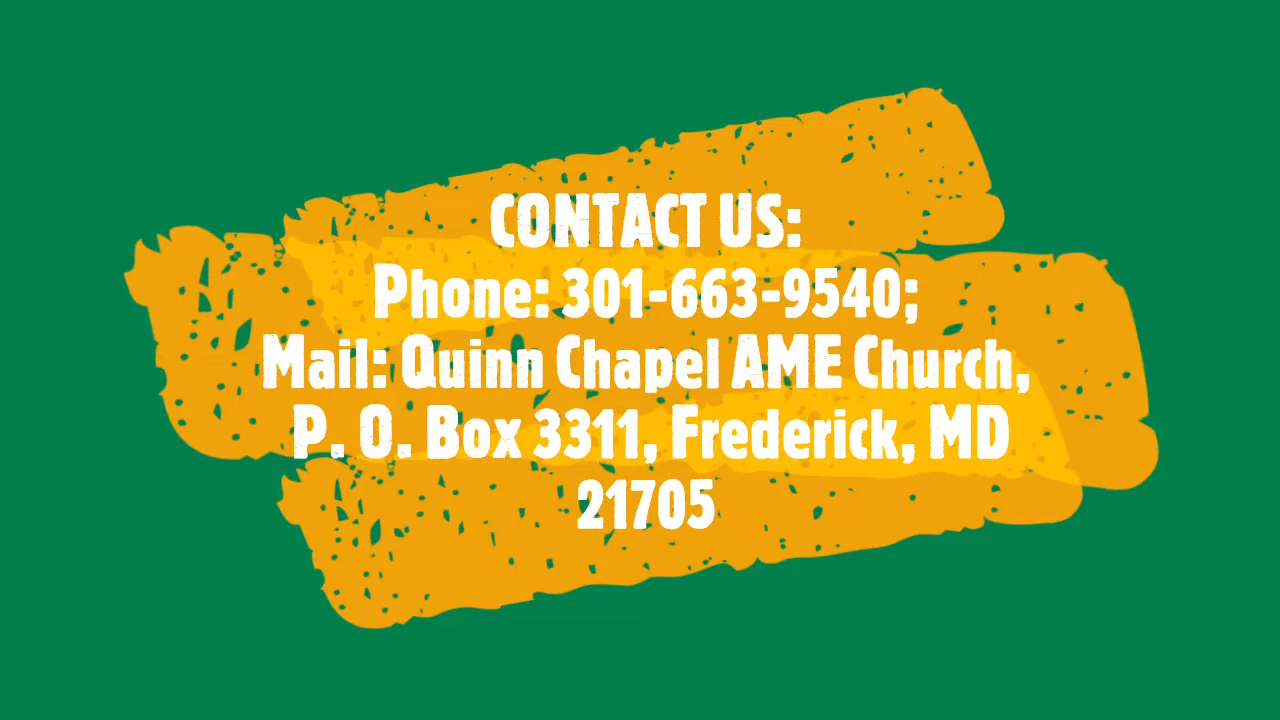 CONTACT US:
Phone: 301-663-9540;
Mail: Quinn Chapel AME Church,
P. O. Box 3311, Frederick, MD
21705